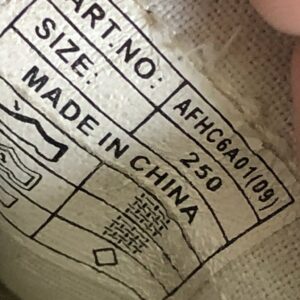 ART.NO: AFHC6A01(09)
SIZE: 250
MADE IN CHINA